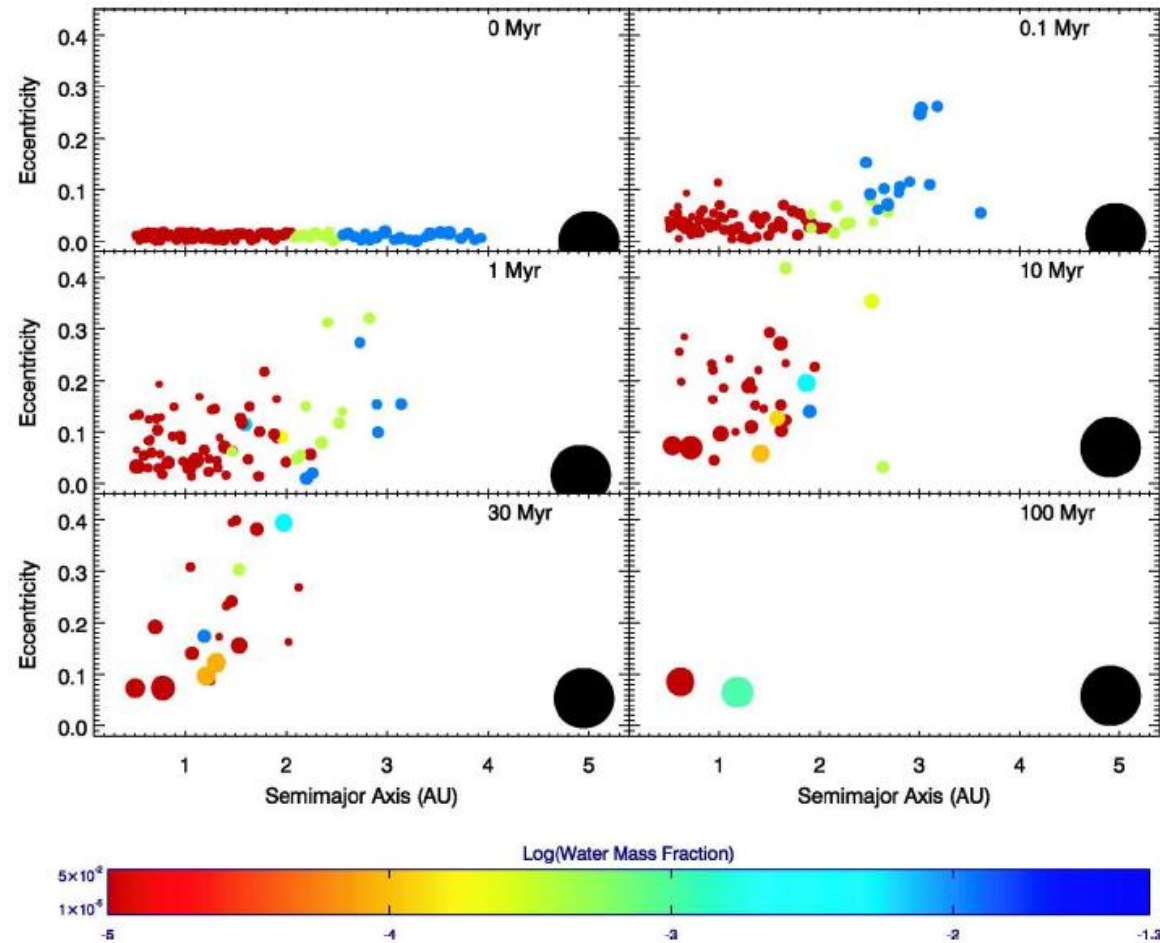 0.4
0.3
0.2
0.1
0.0
Eccentricity
0 Myr
0.1 Myr
0.4
0.3
0.2
0.1
0.0
Eccentricity
1 Myr
10 Myr
0.4
0.3
0.2
0.1
0.0
Eccentricity
30 Myr
100 Myr
1 2 3 4 5
1 2 3 4 5
Semimajor Axis (AU)
Semimajor Axis (AU)
Log(Water Mass Fraction)
5×10⁻²
1×10⁻⁵
-5 -4 -3 -2 -1.3